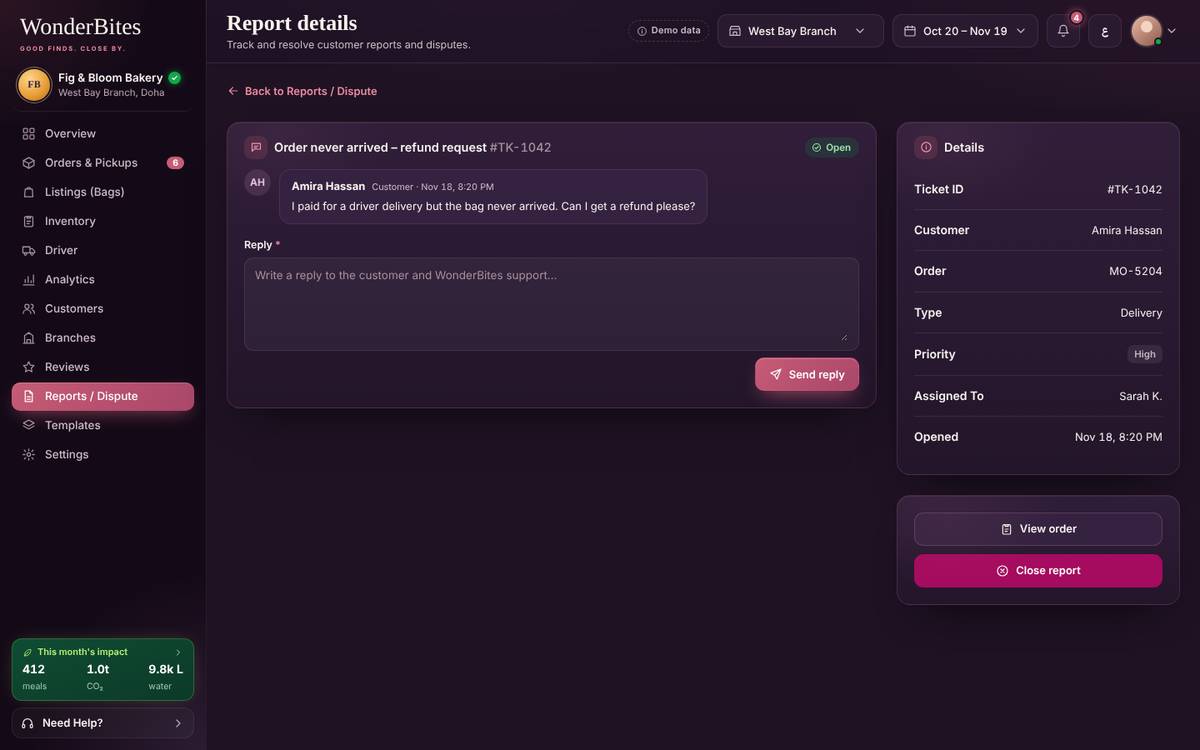 WonderBites
GOOD FINDS. CLOSE BY.
FB
Fig & Bloom Bakery
West Bay Branch, Doha
Overview
Orders & Pickups 6
Listings (Bags)
Inventory
Driver
Analytics
Customers
Branches
Reviews
Reports / Dispute
Templates
Settings
This month's impact
412 1.0t 9.8k L
meals CO₂ water
Need Help?
Report details
Track and resolve customer reports and disputes.
Demo data
West Bay Branch
Oct 20 – Nov 19
4
ع
Back to Reports / Dispute
Order never arrived – refund request #TK-1042
Open
AH
Amira Hassan Customer · Nov 18, 8:20 PM
I paid for a driver delivery but the bag never arrived. Can I get a refund please?
Reply *
Write a reply to the customer and WonderBites support...
Send reply
Details
Ticket ID #TK-1042
Customer Amira Hassan
Order MO-5204
Type Delivery
Priority High
Assigned To Sarah K.
Opened Nov 18, 8:20 PM
View order
Close report